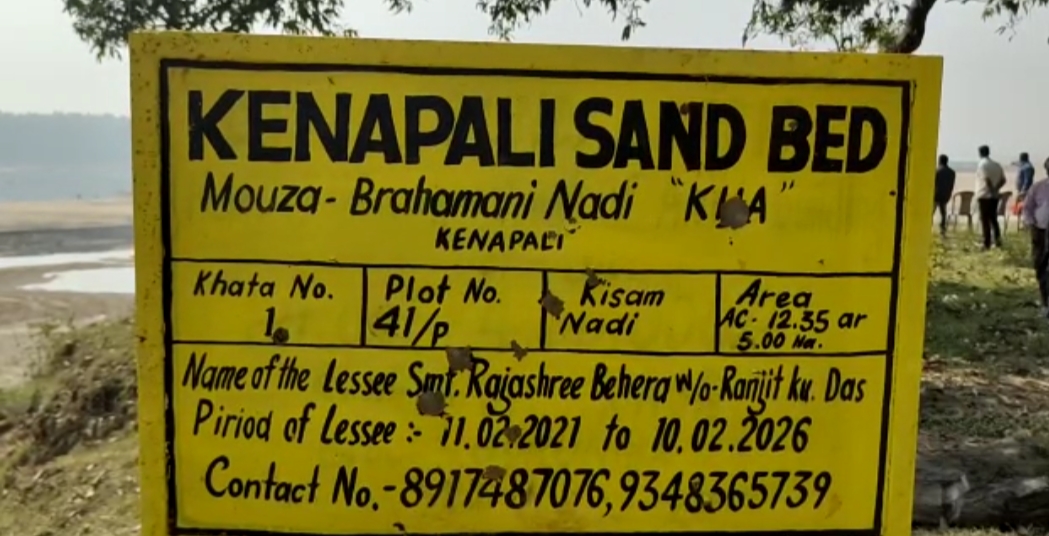 KENAPALI SAND BED
Mouza- Brahamani Nadi
KENAPALI
Khata No. Plot No. Kisam Area
1 41/p Nadi AC- 12.35 ar
5.00 Ha.
Name of the Lessee Smt. Rajashree Behera w/o- Ranjit ku. Das
Piriod of Lessee :- 11.02.2021 to 10.02.2026
Contact No.-8917487076,9348365739